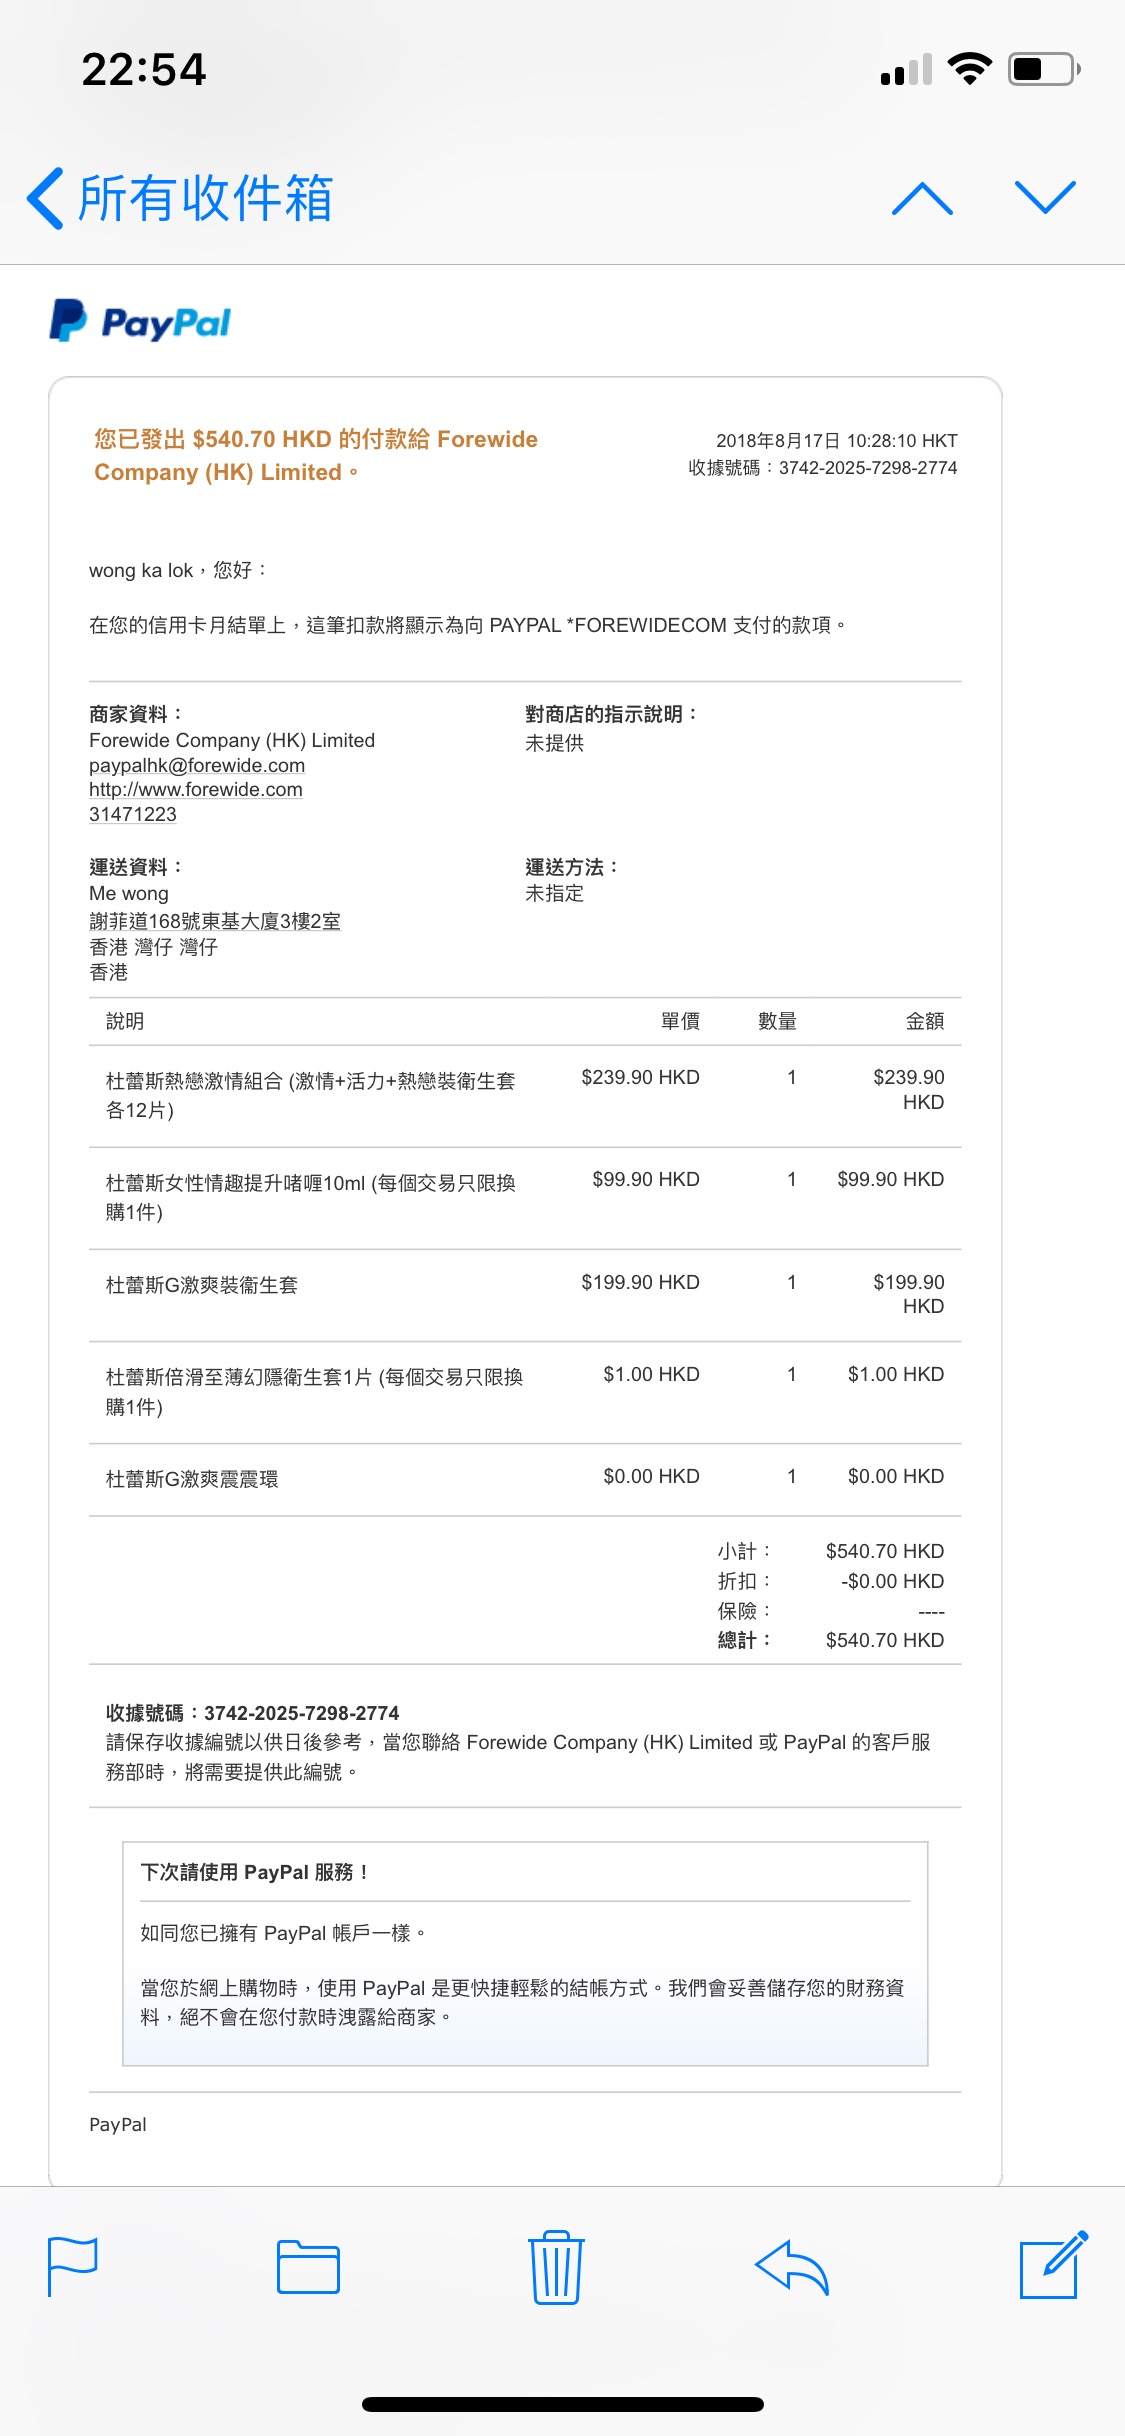 22:54
所有收件箱
PayPal
您已發出 $540.70 HKD 的付款給 Forewide
Company (HK) Limited。
2018年8月17日 10:28:10 HKT
收據號碼：3742-2025-7298-2774
wong ka lok，您好：
在您的信用卡月結單上，這筆扣款將顯示為向 PAYPAL *FOREWIDECOM 支付的款項。
商家資料：
Forewide Company (HK) Limited
paypalhk@forewide.com
http://www.forewide.com
31471223
對商店的指示說明：
未提供
運送資料：
Me wong
謝菲道168號東基大廈3樓2室
香港 灣仔 灣仔
香港
運送方法：
未指定
說明 單價 數量 金額
杜蕾斯熱戀激情組合 (激情+活力+熱戀裝衛生套 $239.90 HKD 1 $239.90
各12片) HKD
杜蕾斯女性情趣提升啫喱10ml (每個交易只限換 $99.90 HKD 1 $99.90 HKD
購1件)
杜蕾斯G激爽裝衞生套 $199.90 HKD 1 $199.90
HKD
杜蕾斯倍滑至薄幻隱衛生套1片 (每個交易只限換 $1.00 HKD 1 $1.00 HKD
購1件)
杜蕾斯G激爽震震環 $0.00 HKD 1 $0.00 HKD
小計： $540.70 HKD
折扣： -$0.00 HKD
保險： ----
總計： $540.70 HKD
收據號碼：3742-2025-7298-2774
請保存收據編號以供日後參考，當您聯絡 Forewide Company (HK) Limited 或 PayPal 的客戶服
務部時，將需要提供此編號。
下次請使用 PayPal 服務！
如同您已擁有 PayPal 帳戶一樣。
當您於網上購物時，使用 PayPal 是更快捷輕鬆的結帳方式。我們會妥善儲存您的財務資
料，絕不會在您付款時洩露給商家。
PayPal